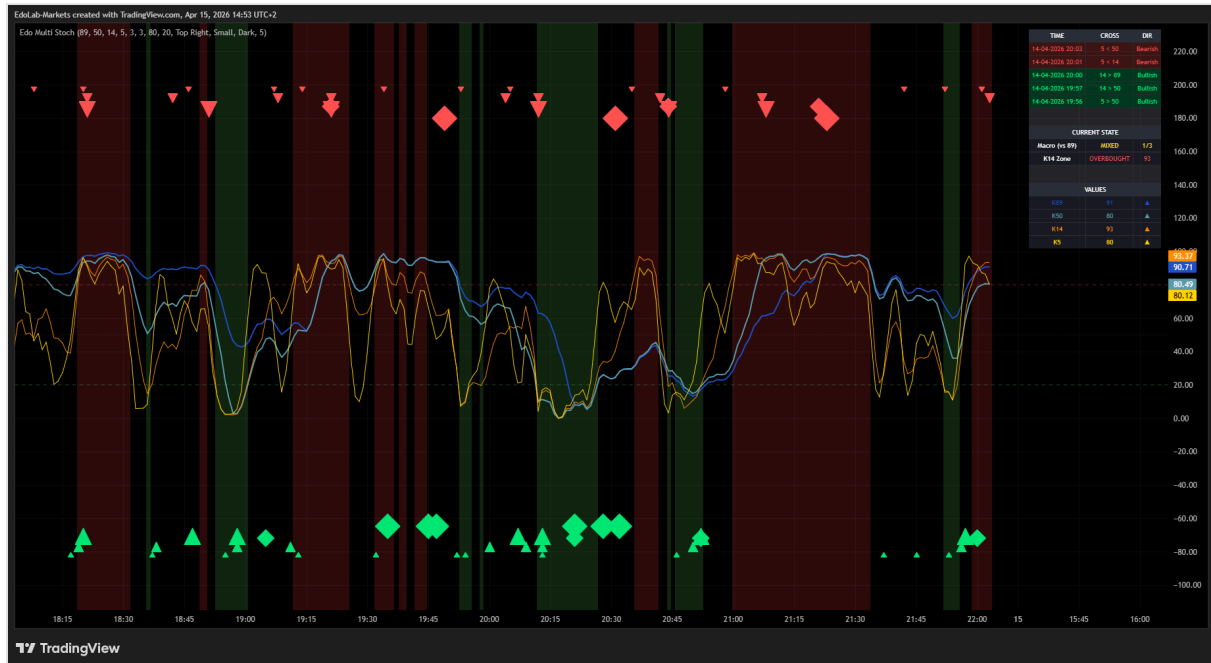 EdoLab-Markets created with TradingView.com, Apr 15, 2026 14:53 UTC+2
Edo Multi Stoch (89, 50, 14, 5, 3, 3, 80, 20, Top Right, Small, Dark, 5)
TIME CROSS DIR
14-04-2026 20:03 5 < 50 Bearish
14-04-2026 20:01 5 < 14 Bearish
14-04-2026 20:00 14 > 89 Bullish
14-04-2026 19:57 14 > 50 Bullish
14-04-2026 19:56 5 > 50 Bullish
CURRENT STATE
Macro (vs 89) MIXED 1/3
K14 Zone OVERBOUGHT 93
VALUES
K89 91 ▲
K50 80 ▲
K14 93 ▲
K5 80 ▲
220.00
200.00
180.00
160.00
140.00
120.00
100.00
93.37
90.71
80.49
80.12
60.00
40.00
20.00
0.00
−20.00
−40.00
−60.00
−80.00
−100.00
18:15 18:30 18:45 19:00 19:15 19:30 19:45 20:00 20:15 20:30 20:45 21:00 21:15 21:30 21:45 22:00 15 15:45 16:00
TradingView